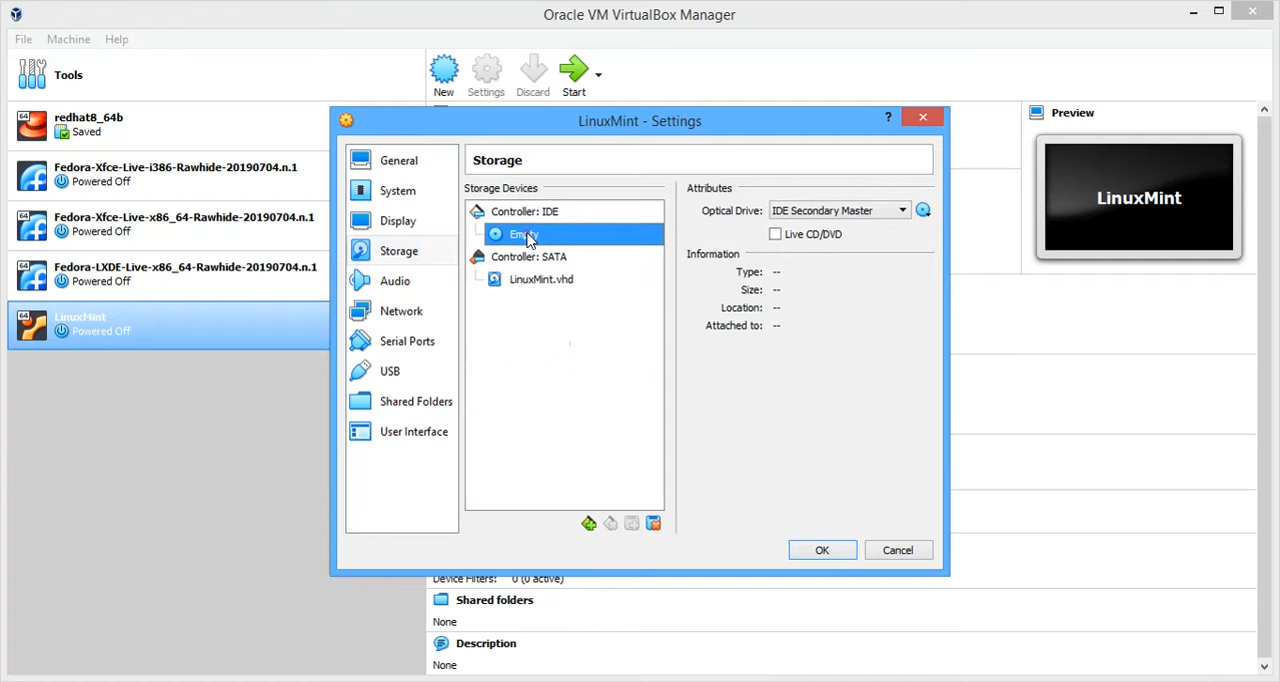 Oracle VM VirtualBox Manager
File Machine Help
Tools
New Settings Discard Start
64 redhat8_64b
Saved
Fedora-Xfce-Live-i386-Rawhide-20190704.n.1
Powered Off
64 Fedora-Xfce-Live-x86_64-Rawhide-20190704.n.1
Powered Off
64 Fedora-LXDE-Live-x86_64-Rawhide-20190704.n.1
Powered Off
64 LinuxMint
Powered Off
LinuxMint - Settings
?
General
System
Display
Storage
Audio
Network
Serial Ports
USB
Shared Folders
User Interface
Storage
Storage Devices
Controller: IDE
Empty
Controller: SATA
LinuxMint.vhd
Attributes
Optical Drive: IDE Secondary Master
Live CD/DVD
Information
Type: --
Size: --
Location: --
Attached to: --
OK Cancel
Preview
LinuxMint
Device Filters: 0 (0 active)
Shared folders
None
Description
None